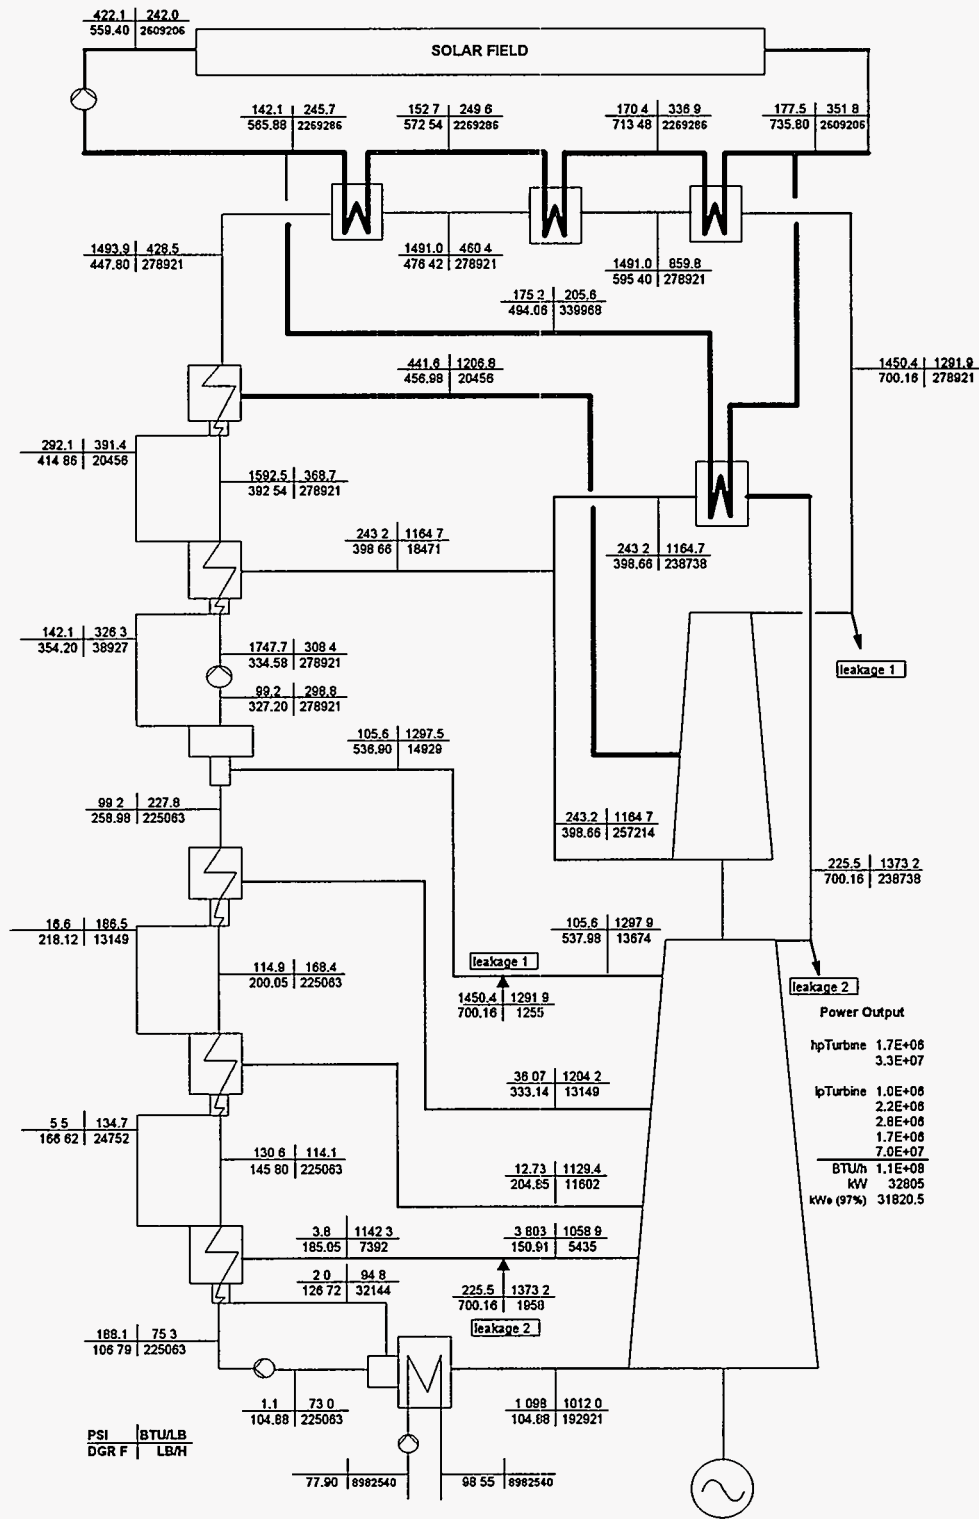 422.1 242.0
559.40 2609206
SOLAR FIELD
142.1 245.7
565.88 2269286
152.7 249.6
572 54 2269286
170 4 336 9
713 48 2269286
177.5 351 8
735.80 2609206
1493.9 428.5
447.80 278921
1491.0 460 4
476 42 278921
1491.0 859.8
595 40 278921
175 2 205.6
494.06 339968
441.6 1206.8
456.98 20456
1450.4 1291.9
700.16 278921
292.1 391.4
414 86 20456
1592.5 368.7
392 54 278921
243 2 1164 7
398 66 18471
243 2 1164.7
398.66 238738
142.1 326 3
354.20 38927
1747.7 308 4
334.58 278921
leakage 1
99.2 298.8
327.20 278921
105.6 1297.5
536.90 14929
99 2 227.8
258.98 225063
243.2 1164 7
398.66 257214
225.5 1373 2
700.16 238738
16.6 186.5
218.12 13149
105.6 1297 9
537.98 13674
leakage 1
114.9 168.4
200.05 225063
1450.4 1291 9
700.16 1255
leakage 2
Power Output
hpTurbine 1.7E+06
3.3E+07
lpTurbine 1.0E+06
2.2E+06
2.8E+06
1.7E+06
7.0E+07
BTU/h 1.1E+08
kW 32805
kWe (97%) 31820.5
36 07 1204 2
333.14 13149
5 5 134.7
166 62 24752
130 6 114.1
145 80 225063
12.73 1129.4
204.85 11602
3.8 1142 3
185.05 7392
3 803 1058 9
150.91 5435
2 0 94 8
126 72 32144
225.5 1373 2
700.16 1958
leakage 2
188.1 75 3
106 79 225063
1.1 73 0
104.88 225063
1 098 1012 0
104.88 192921
PSI BTU/LB
DGR F LB/H
77.90 8982540
98 55 8982540